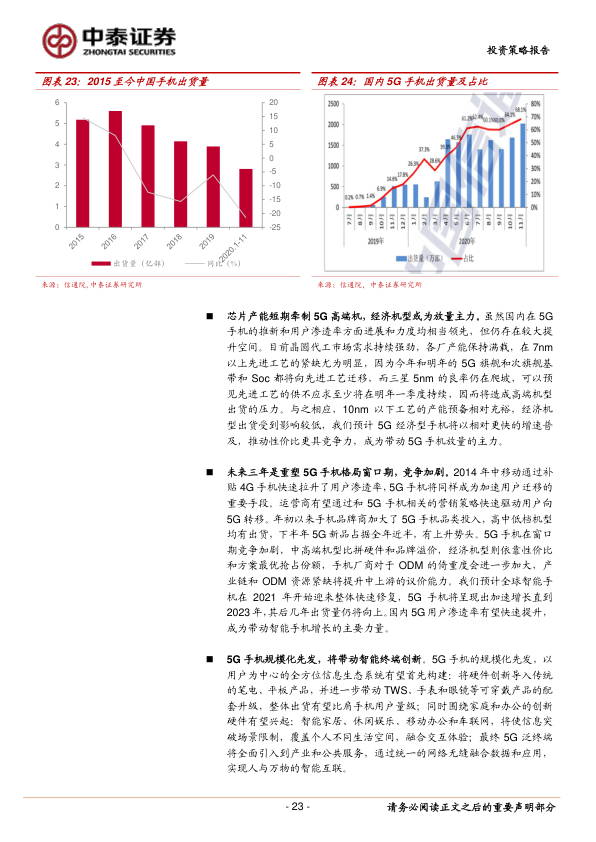 中泰证券
ZHONGTAI SECURITIES
投资策略报告
图表 23：2015 至今中国手机出货量
6
5
4
3
2
1
0
20
15
10
5
0
-5
-10
-15
-20
-25
2015
2016
2017
2018
2019
2020.1-11
出货量（亿部）
同比（%）
来源：信通院,中泰证券研究所
图表 24：国内 5G 手机出货量及占比
2500
2000
1500
1000
500
0
80%
70%
60%
50%
40%
30%
20%
10%
0%
0.2%
0.7%
1.4%
6.9%
14.6%
17.8%
26.3%
37.3%
28.6%
39.3%
46.3%
61.2%
62.4%
60.1%
60.0%
64.1%
68.1%
7月
8月
9月
10月
11月
12月
1月
2月
3月
4月
5月
6月
7月
8月
9月
10月
11月
2019年
2020年
出货量（万部）
占比
来源：信通院，中泰证券研究所
■ 芯片产能短期牵制 5G 高端机，经济机型成为放量主力。虽然国内在 5G
手机的推新和用户渗透率方面进展和力度均相当领先，但仍存在较大提
升空间。目前晶圆代工市场需求持续强劲，各厂产能保持满载，在 7nm
以上先进工艺的紧缺尤为明显，因为今年和明年的 5G 旗舰和次旗舰基
带和 Soc 都将向先进工艺迁移，而三星 5nm 的良率仍在爬坡，可以预
见先进工艺的供不应求至少将在明年一季度持续，因而将造成高端机型
出货的压力。与之相应，10nm 以下工艺的产能预备相对充裕，经济机
型出货受到影响较低，我们预计 5G 经济型手机将以相对更快的增速普
及，推动性价比更具竞争力，成为带动 5G 手机放量的主力。
■ 未来三年是重塑 5G 手机格局窗口期，竞争加剧。2014 年中移动通过补
贴 4G 手机快速拉升了用户渗透率，5G 手机将同样成为加速用户迁移的
重要手段。运营商有望通过和 5G 手机相关的营销策略快速驱动用户向
5G 转移。年初以来手机品牌商加大了 5G 手机品类投入，高中低档机型
均有出货，下半年 5G 新品占据全年近半，有上升势头。5G 手机在窗口
期竞争加剧，中高端机型比拼硬件和品牌溢价，经济机型则依靠性价比
和方案最优抢占份额，手机厂商对于 ODM 的倚重度会进一步加大，产
业链和 ODM 资源紧缺将提升中上游的议价能力。我们预计全球智能手
机在 2021 年开始迎来整体快速修复，5G 手机将呈现出加速增长直到
2023 年，其后几年出货量仍将向上。国内 5G 用户渗透率有望快速提升，
成为带动智能手机增长的主要力量。
■ 5G 手机规模化先发，将带动智能终端创新。5G 手机的规模化先发，以
用户为中心的全方位信息生态系统有望首先构建：将硬件创新导入传统
的笔电、平板产品，并进一步带动 TWS、手表和眼镜等可穿戴产品的配
套升级，整体出货有望比肩手机用户量级；同时围绕家庭和办公的创新
硬件有望兴起：智能家居、休闲娱乐、移动办公和车联网，将使信息突
破场景限制，覆盖个人不同生活空间，融合交互体验；最终 5G 泛终端
将全面引入到产业和公共服务，通过统一的网络无缝融合数据和应用，
实现人与万物的智能互联。
- 23 -
请务必阅读正文之后的重要声明部分